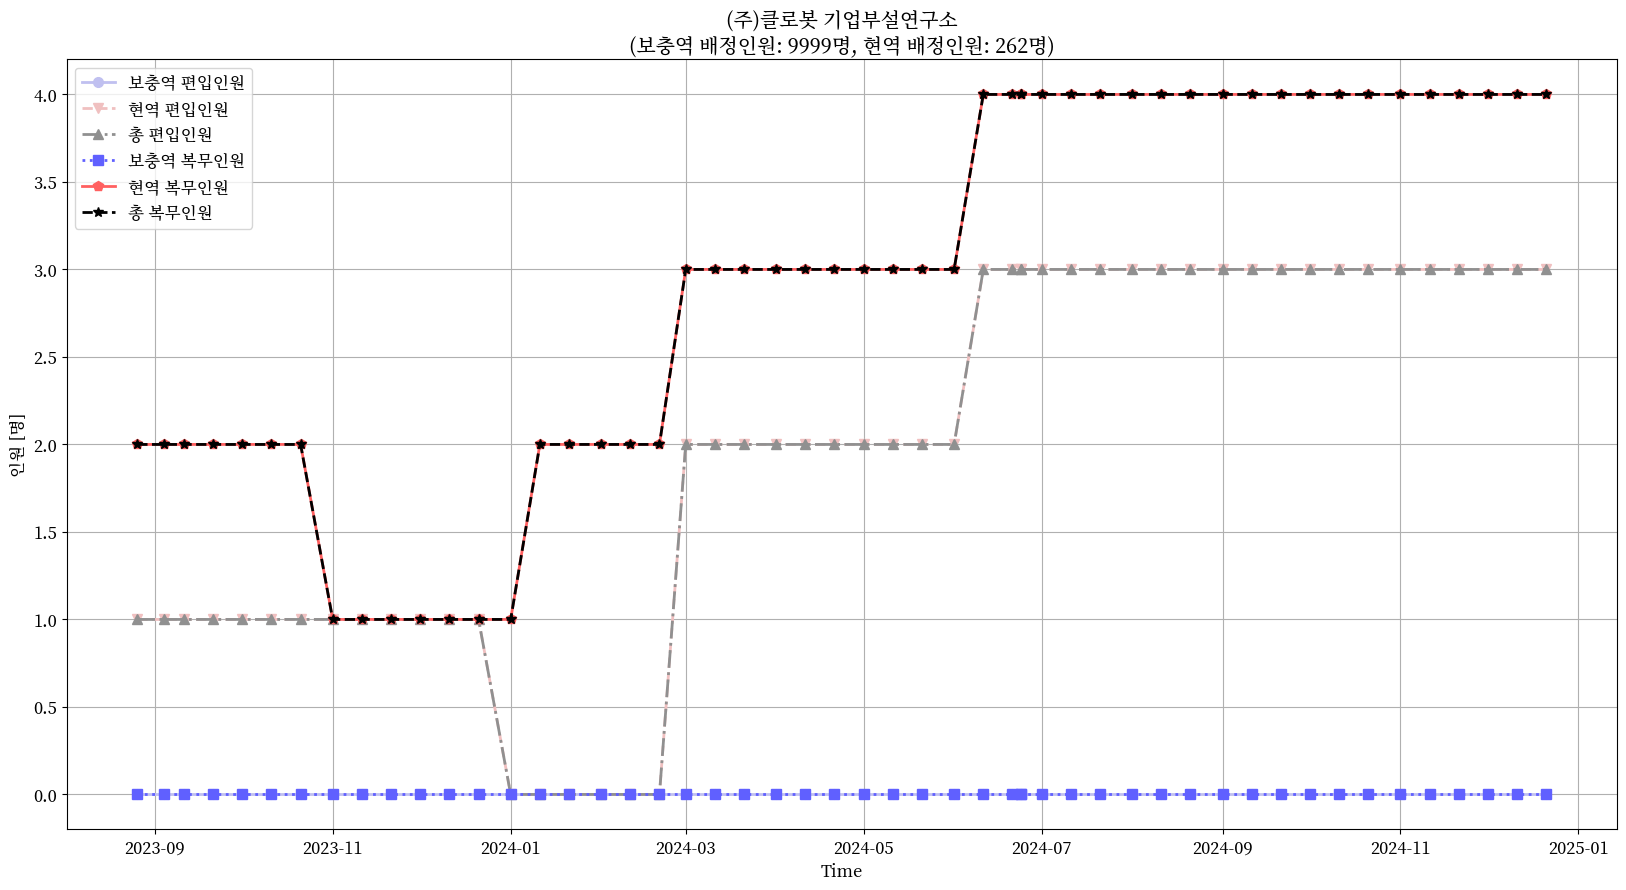 (주)클로봇 기업부설연구소
(보충역 배정인원: 9999명, 현역 배정인원: 262명)
보충역 편입인원
현역 편입인원
총 편입인원
보충역 복무인원
현역 복무인원
총 복무인원
인원 [명]
4.0
3.5
3.0
2.5
2.0
1.5
1.0
0.5
0.0
2023-09
2023-11
2024-01
2024-03
2024-05
2024-07
2024-09
2024-11
2025-01
Time